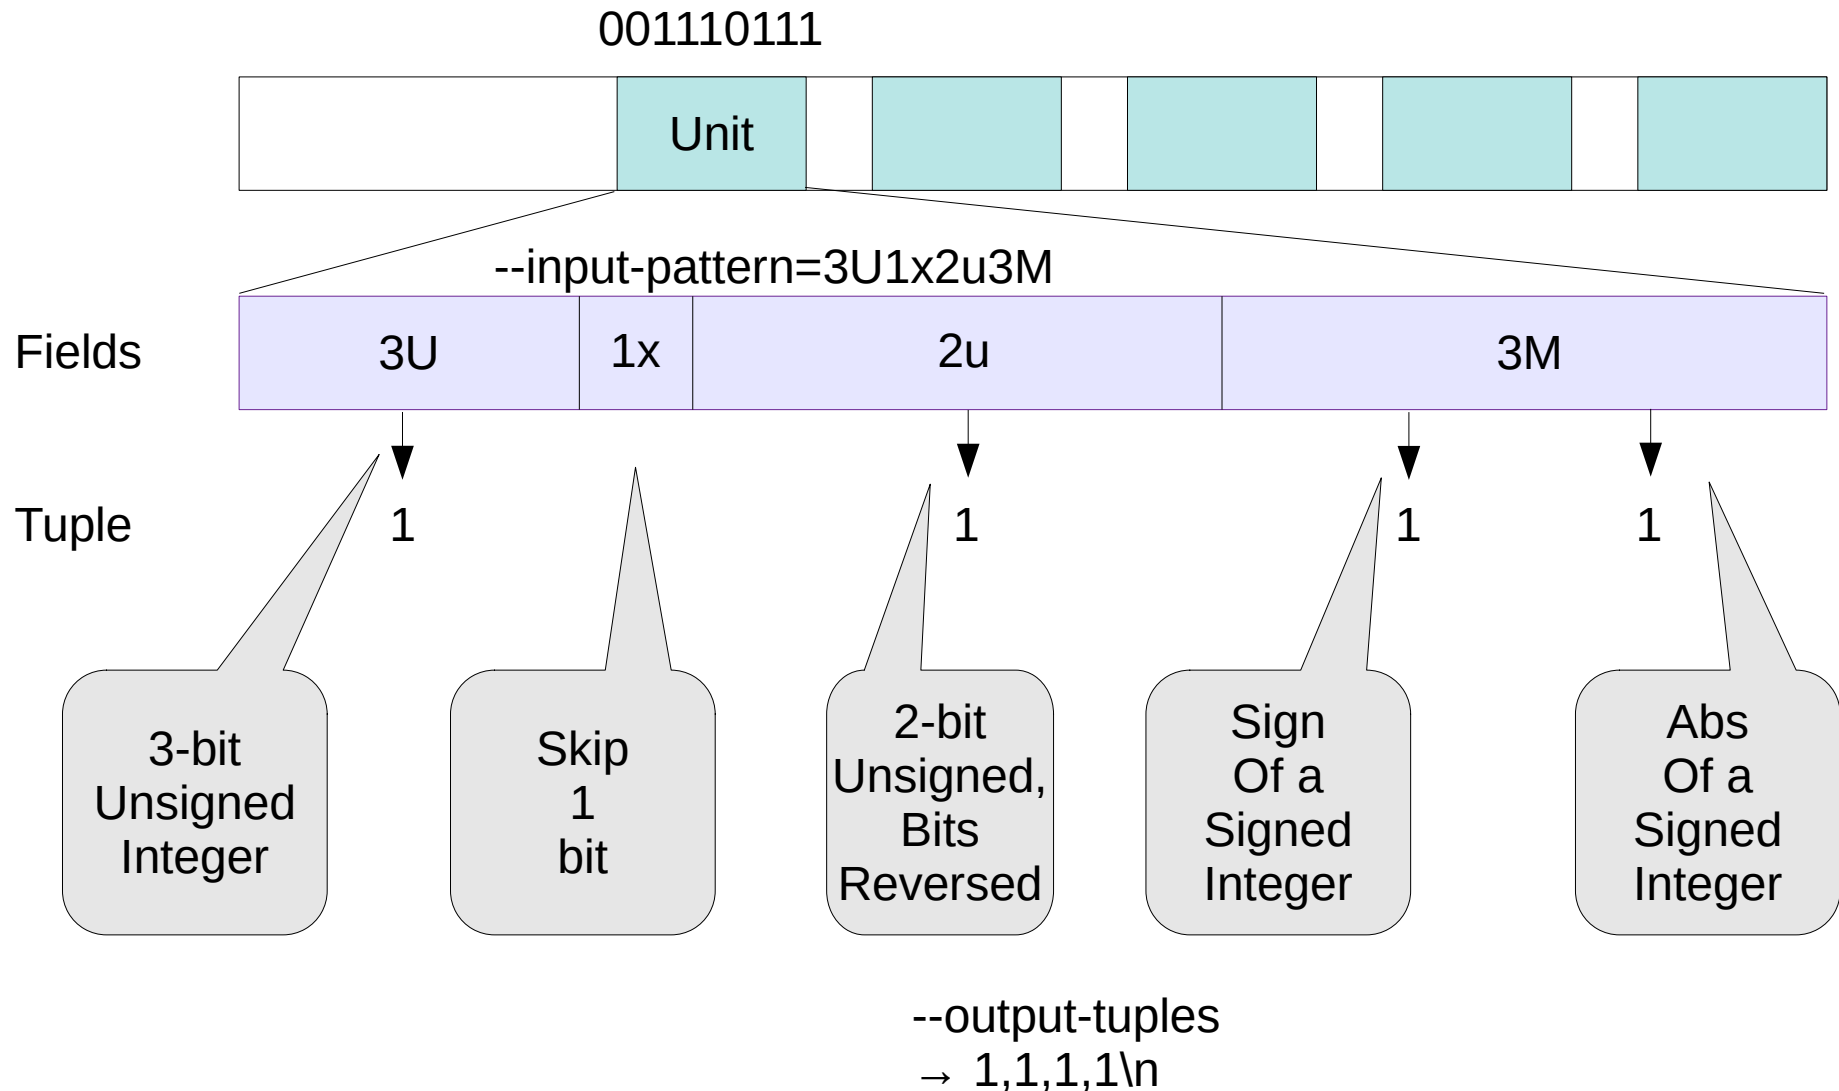 001110111
Unit
--input-pattern=3U1x2u3M
Fields
3U
1x
2u
3M
Tuple
1
1
1
1
3-bit
Unsigned
Integer
Skip
1
bit
2-bit
Unsigned,
Bits
Reversed
Sign
Of a
Signed
Integer
Abs
Of a
Signed
Integer
--output-tuples
→ 1,1,1,1\n